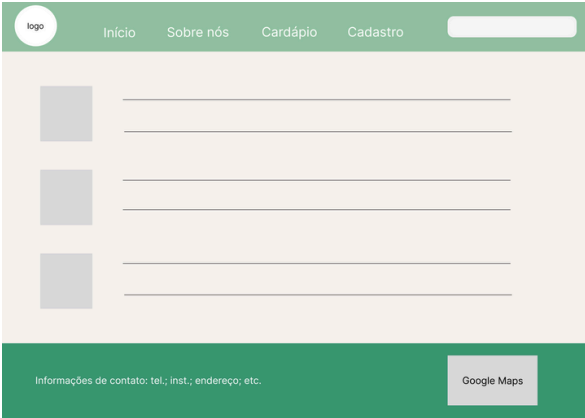 logo
Início
Sobre nós
Cardápio
Cadastro
Informações de contato: tel.; inst.; endereço; etc.
Google Maps